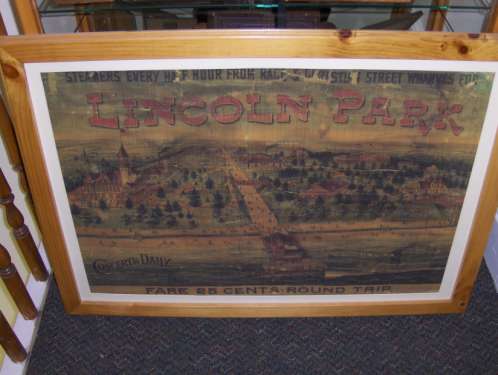 STEAMERS EVERY HALF HOUR FROM RACE STREET WHARVES FOR
LINCOLN PARK
CONCERTS DAILY
FARE 25 CENTS ROUND TRIP